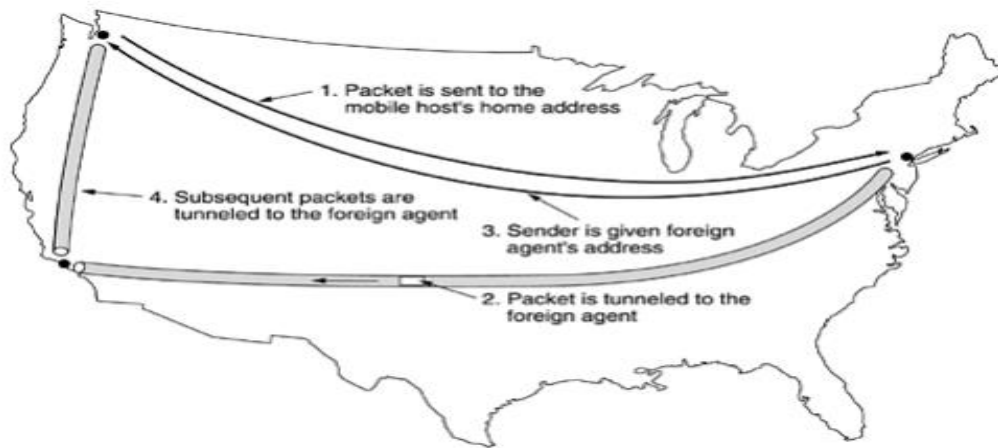 1. Packet is sent to the
mobile host's home address
4. Subsequent packets are
tunneled to the foreign agent
3. Sender is given foreign
agent's address
2. Packet is tunneled to the
foreign agent